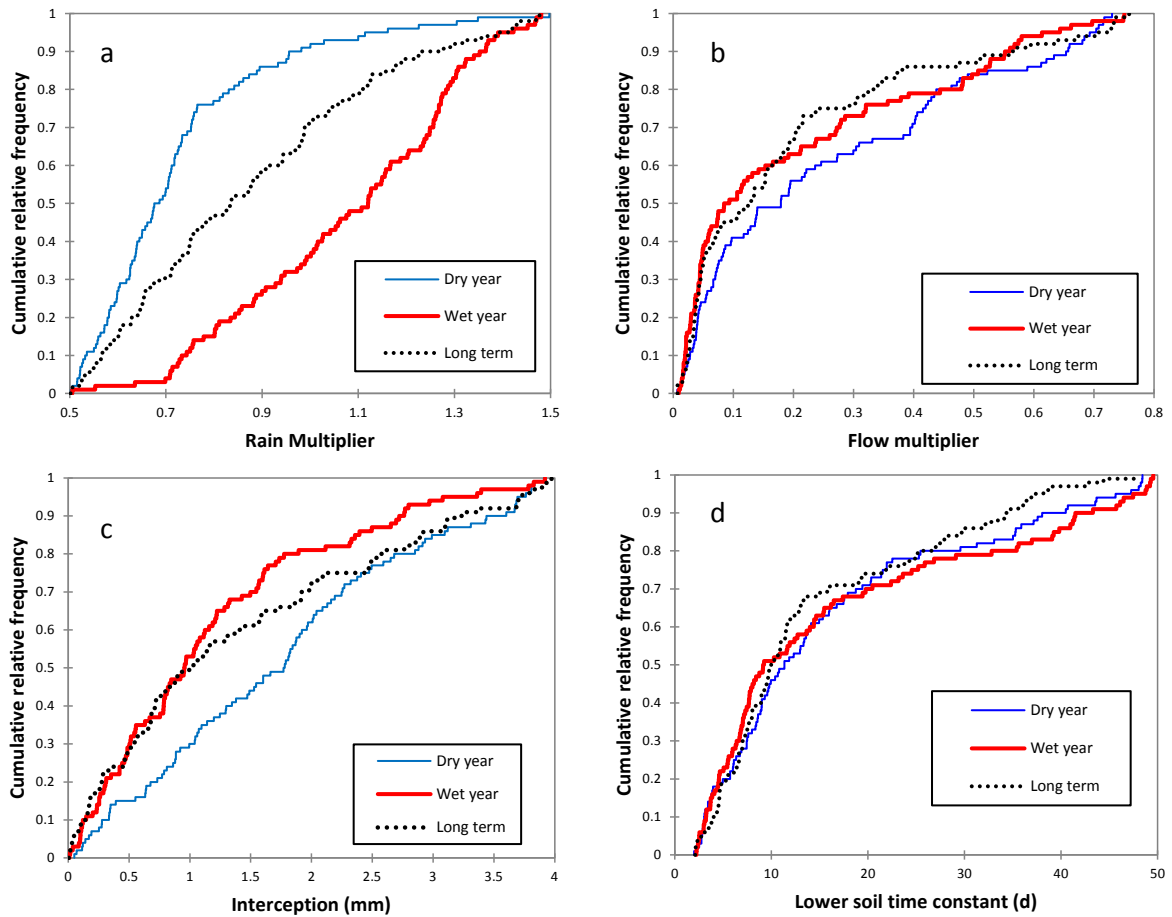 a
Cumulative relative frequency
1
0.9
0.8
0.7
0.6
0.5
0.4
0.3
0.2
0.1
0
Dry year
Wet year
Long term
0.5 0.7 0.9 1.1 1.3 1.5
Rain Multiplier
b
Cumulative relative frequency
1
0.9
0.8
0.7
0.6
0.5
0.4
0.3
0.2
0.1
0
Dry year
Wet year
Long term
0 0.1 0.2 0.3 0.4 0.5 0.6 0.7 0.8
Flow multiplier
c
Cumulative relative frequency
1
0.9
0.8
0.7
0.6
0.5
0.4
0.3
0.2
0.1
0
Dry year
Wet year
Long term
0 0.5 1 1.5 2 2.5 3 3.5 4
Interception (mm)
d
Cumulative relative frequency
1
0.9
0.8
0.7
0.6
0.5
0.4
0.3
0.2
0.1
0
Dry year
Wet year
Long term
0 10 20 30 40 50
Lower soil time constant (d)